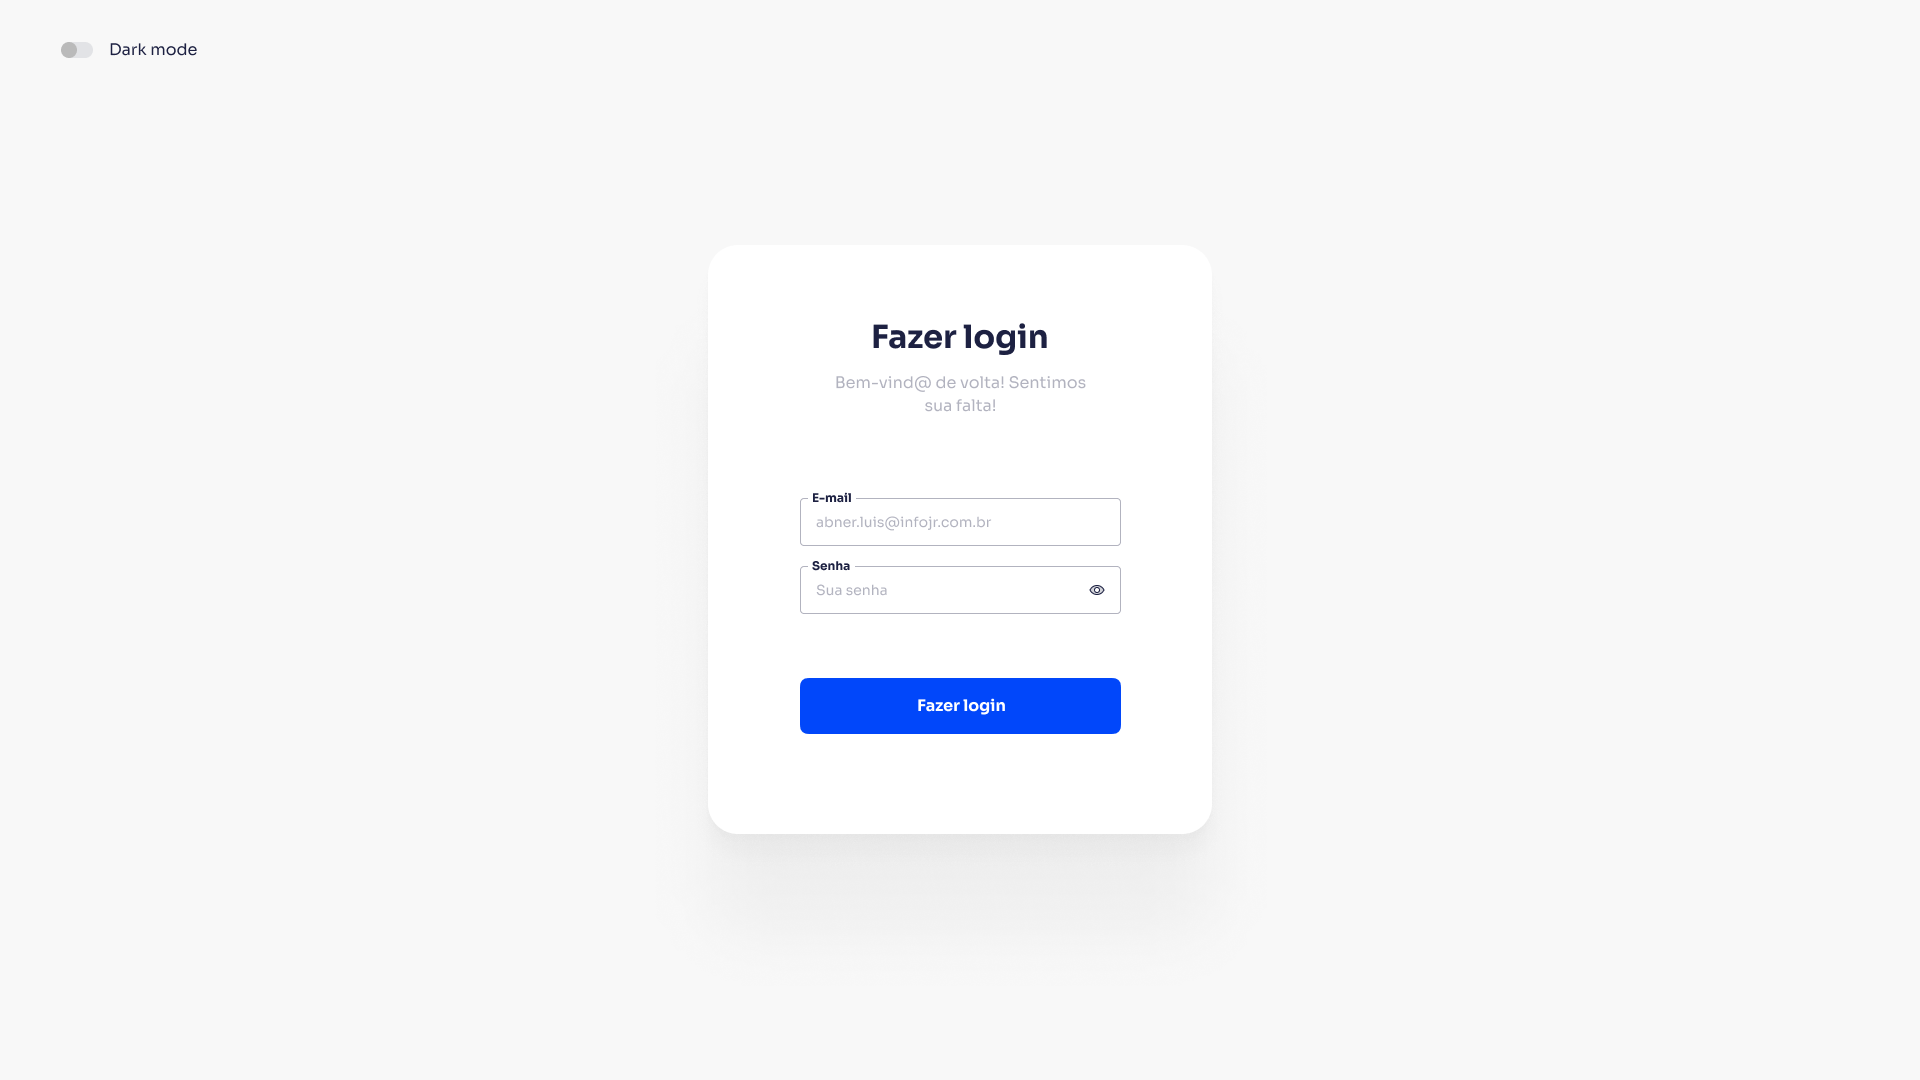 Dark mode
Fazer login
Bem-vind@ de volta! Sentimos
sua falta!
E-mail
abner.luis@infojr.com.br
Senha
Sua senha
Fazer login